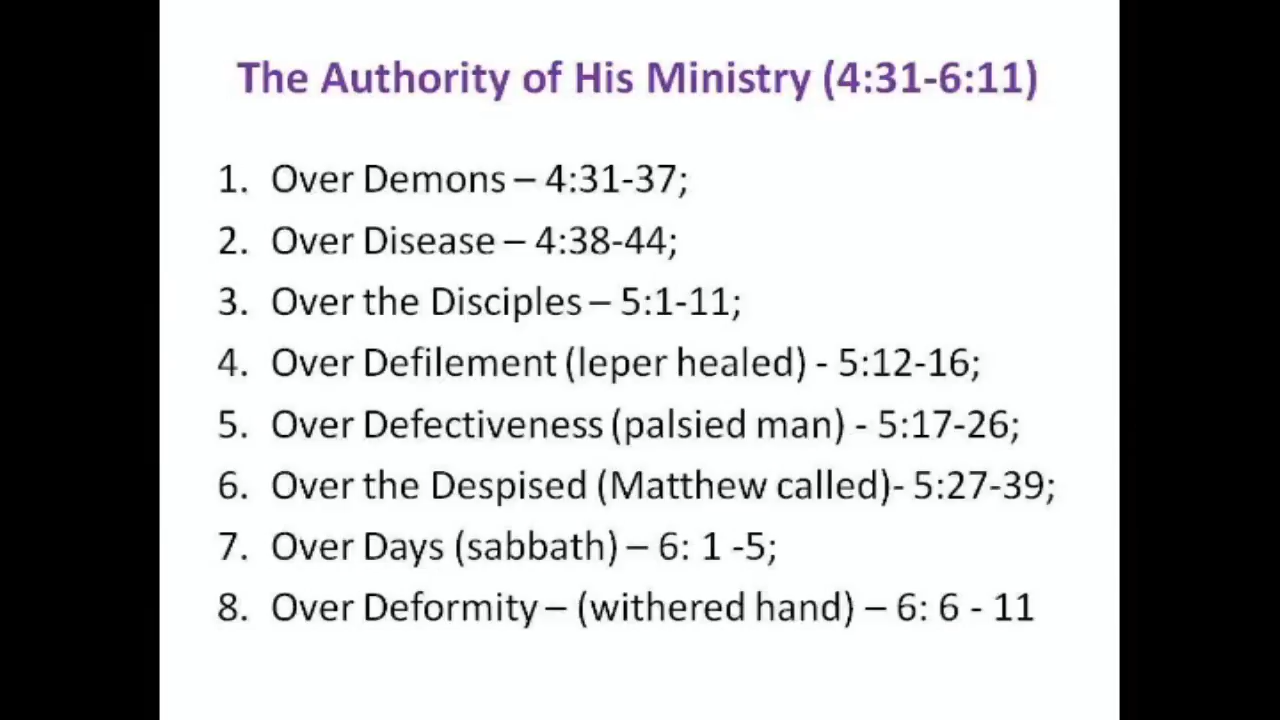 The Authority of His Ministry (4:31-6:11)
1. Over Demons – 4:31-37;
2. Over Disease – 4:38-44;
3. Over the Disciples – 5:1-11;
4. Over Defilement (leper healed) - 5:12-16;
5. Over Defectiveness (palsied man) - 5:17-26;
6. Over the Despised (Matthew called)- 5:27-39;
7. Over Days (sabbath) – 6: 1 -5;
8. Over Deformity – (withered hand) – 6: 6 - 11